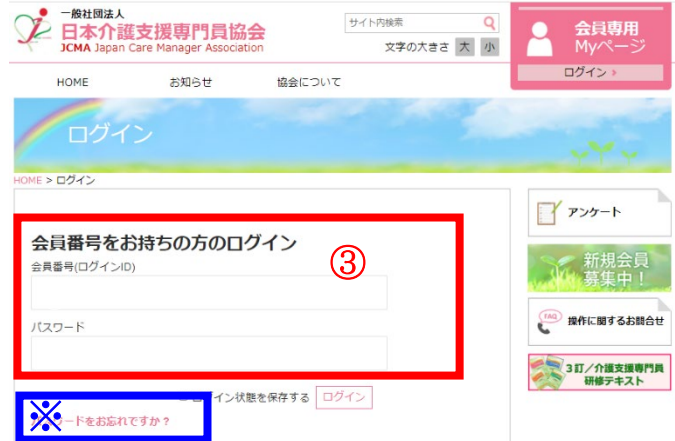 一般社団法人
日本介護支援専門員協会
JCMA Japan Care Manager Association
サイト内検索
文字の大きさ 大 小
会員専用
Myページ
ログイン
HOME お知らせ 協会について
ログイン
HOME > ログイン
会員番号をお持ちの方のログイン
③
会員番号(ログインID)
パスワード
ログイン状態を保存する ログイン
※
ードをお忘れですか？
アンケート
新規会員
募集中！
FAQ 操作に関するお問合せ
3訂／介護支援専門員
研修テキスト